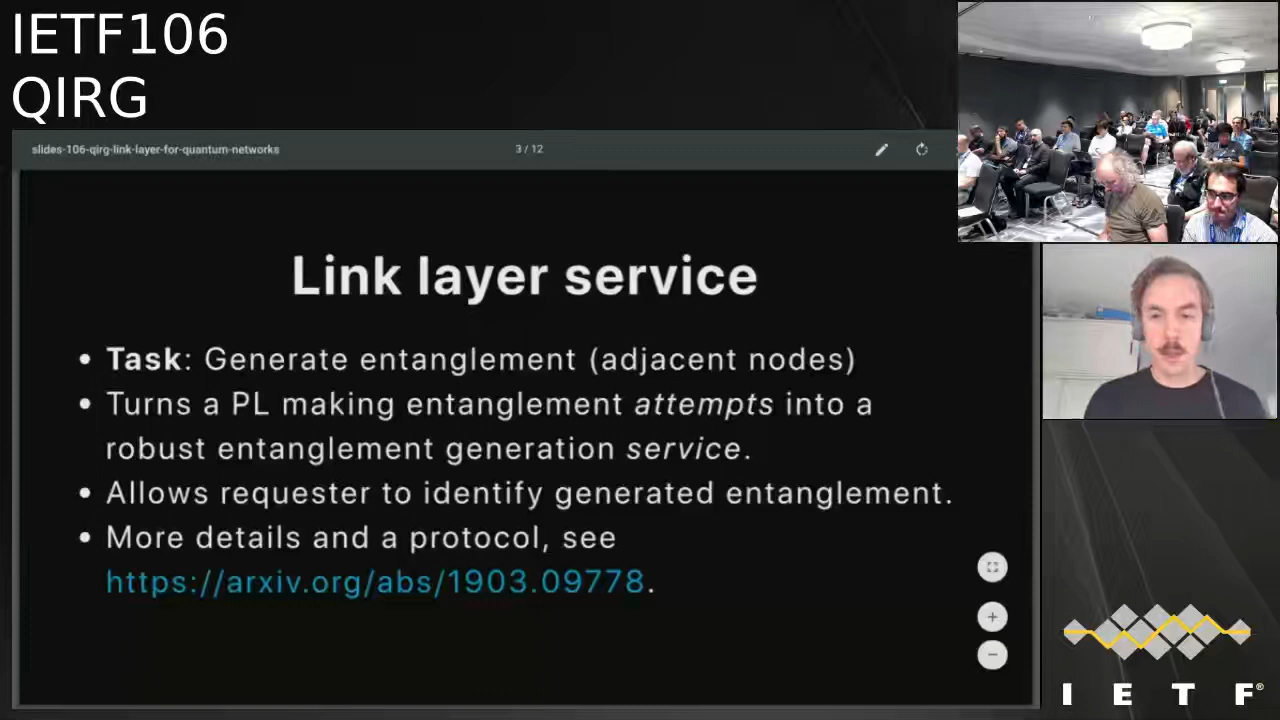 IETF106
QIRG
slides-106-qirg-link-layer-for-quantum-networks
3 / 12
Link layer service
• Task: Generate entanglement (adjacent nodes)
• Turns a PL making entanglement attempts into a
robust entanglement generation service.
• Allows requester to identify generated entanglement.
• More details and a protocol, see
https://arxiv.org/abs/1903.09778.
I E T F®